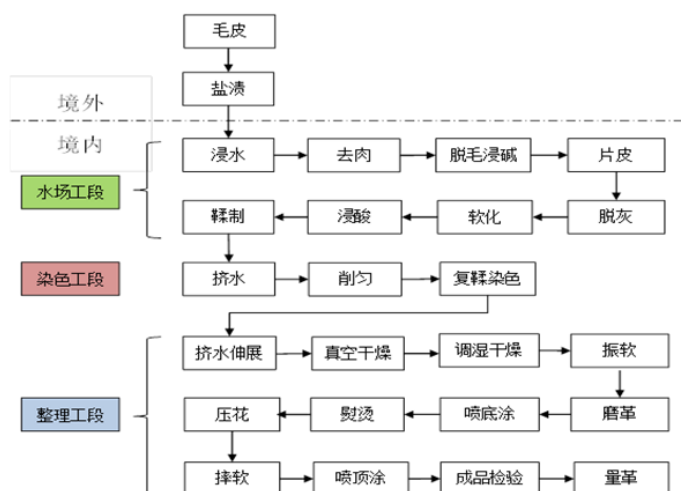 毛皮
盐渍
境外
境内
浸水
去肉
脱毛浸碱
片皮
水场工段
鞣制
浸酸
软化
脱灰
染色工段
挤水
削匀
复鞣染色
挤水伸展
真空干燥
调湿干燥
振软
整理工段
压花
熨烫
喷底涂
磨革
摔软
喷顶涂
成品检验
量革